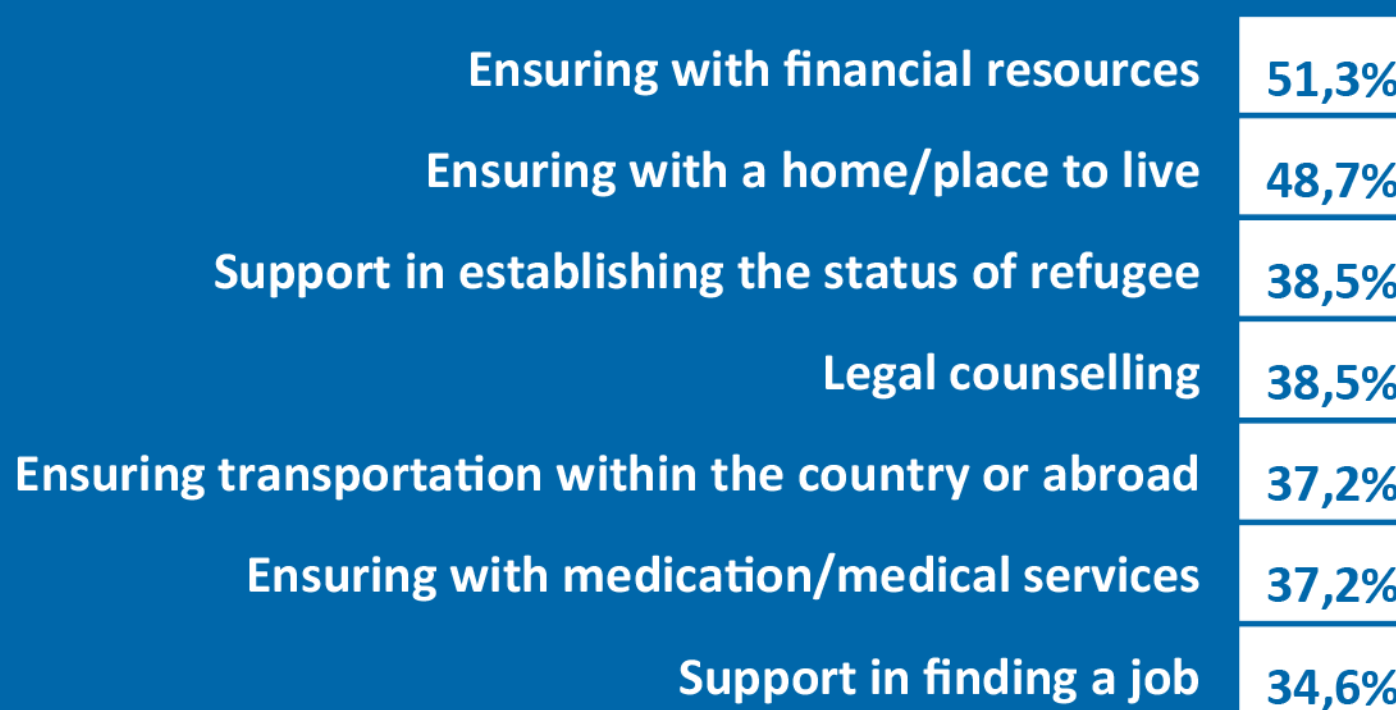 Ensuring with financial resources 51,3%
Ensuring with a home/place to live 48,7%
Support in establishing the status of refugee 38,5%
Legal counselling 38,5%
Ensuring transportation within the country or abroad 37,2%
Ensuring with medication/medical services 37,2%
Support in finding a job 34,6%